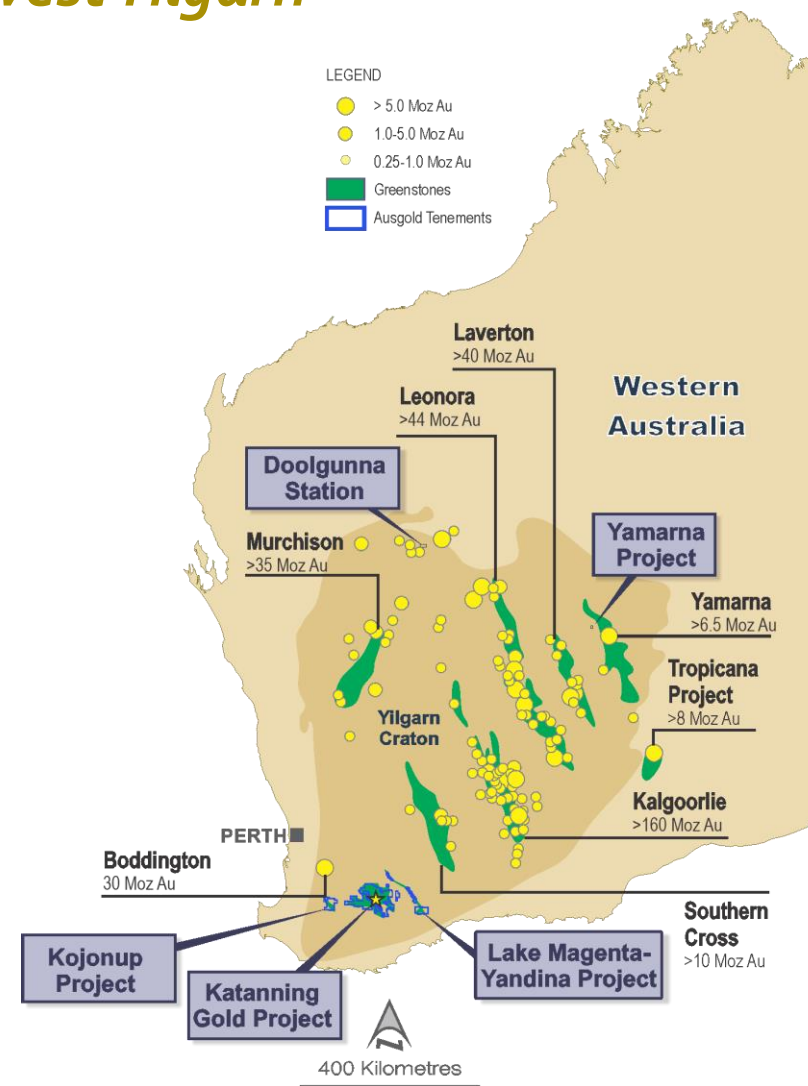 LEGEND
> 5.0 Moz Au
1.0-5.0 Moz Au
0.25-1.0 Moz Au
Greenstones
Ausgold Tenements
Laverton
>40 Moz Au
Leonora
>44 Moz Au
Western
Australia
Doolgunna
Station
Murchison
>35 Moz Au
Yamarna
Project
Yamarna
>6.5 Moz Au
Tropicana
Project
>8 Moz Au
Yilgarn
Craton
Kalgoorlie
>160 Moz Au
PERTH
Boddington
30 Moz Au
Southern
Cross
>10 Moz Au
Kojonup
Project
Katanning
Gold Project
Lake Magenta-
Yandina Project
400 Kilometres